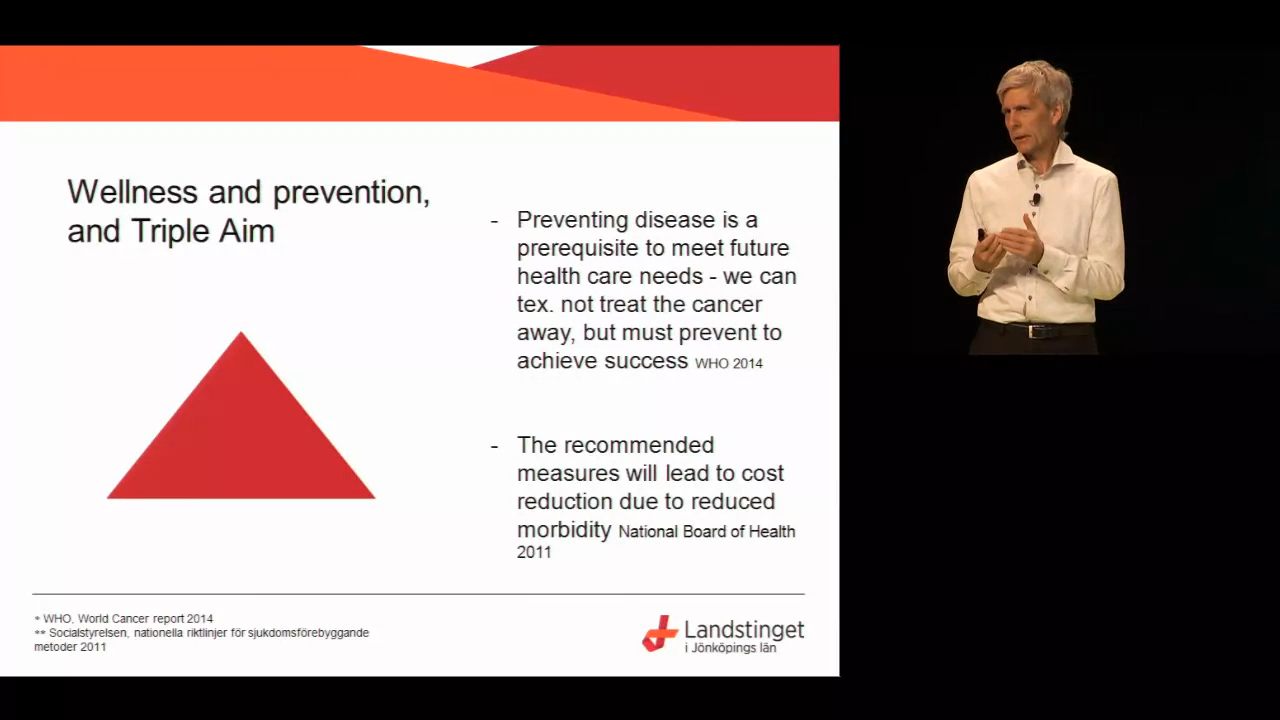 Wellness and prevention,
and Triple Aim
- Preventing disease is a
prerequisite to meet future
health care needs - we can
tex. not treat the cancer
away, but must prevent to
achieve success WHO 2014
- The recommended
measures will lead to cost
reduction due to reduced
morbidity National Board of Health
2011
* WHO, World Cancer report 2014
** Socialstyrelsen, nationella riktlinjer för sjukdomsförebyggande
metoder 2011
Landstinget
i Jönköpings län